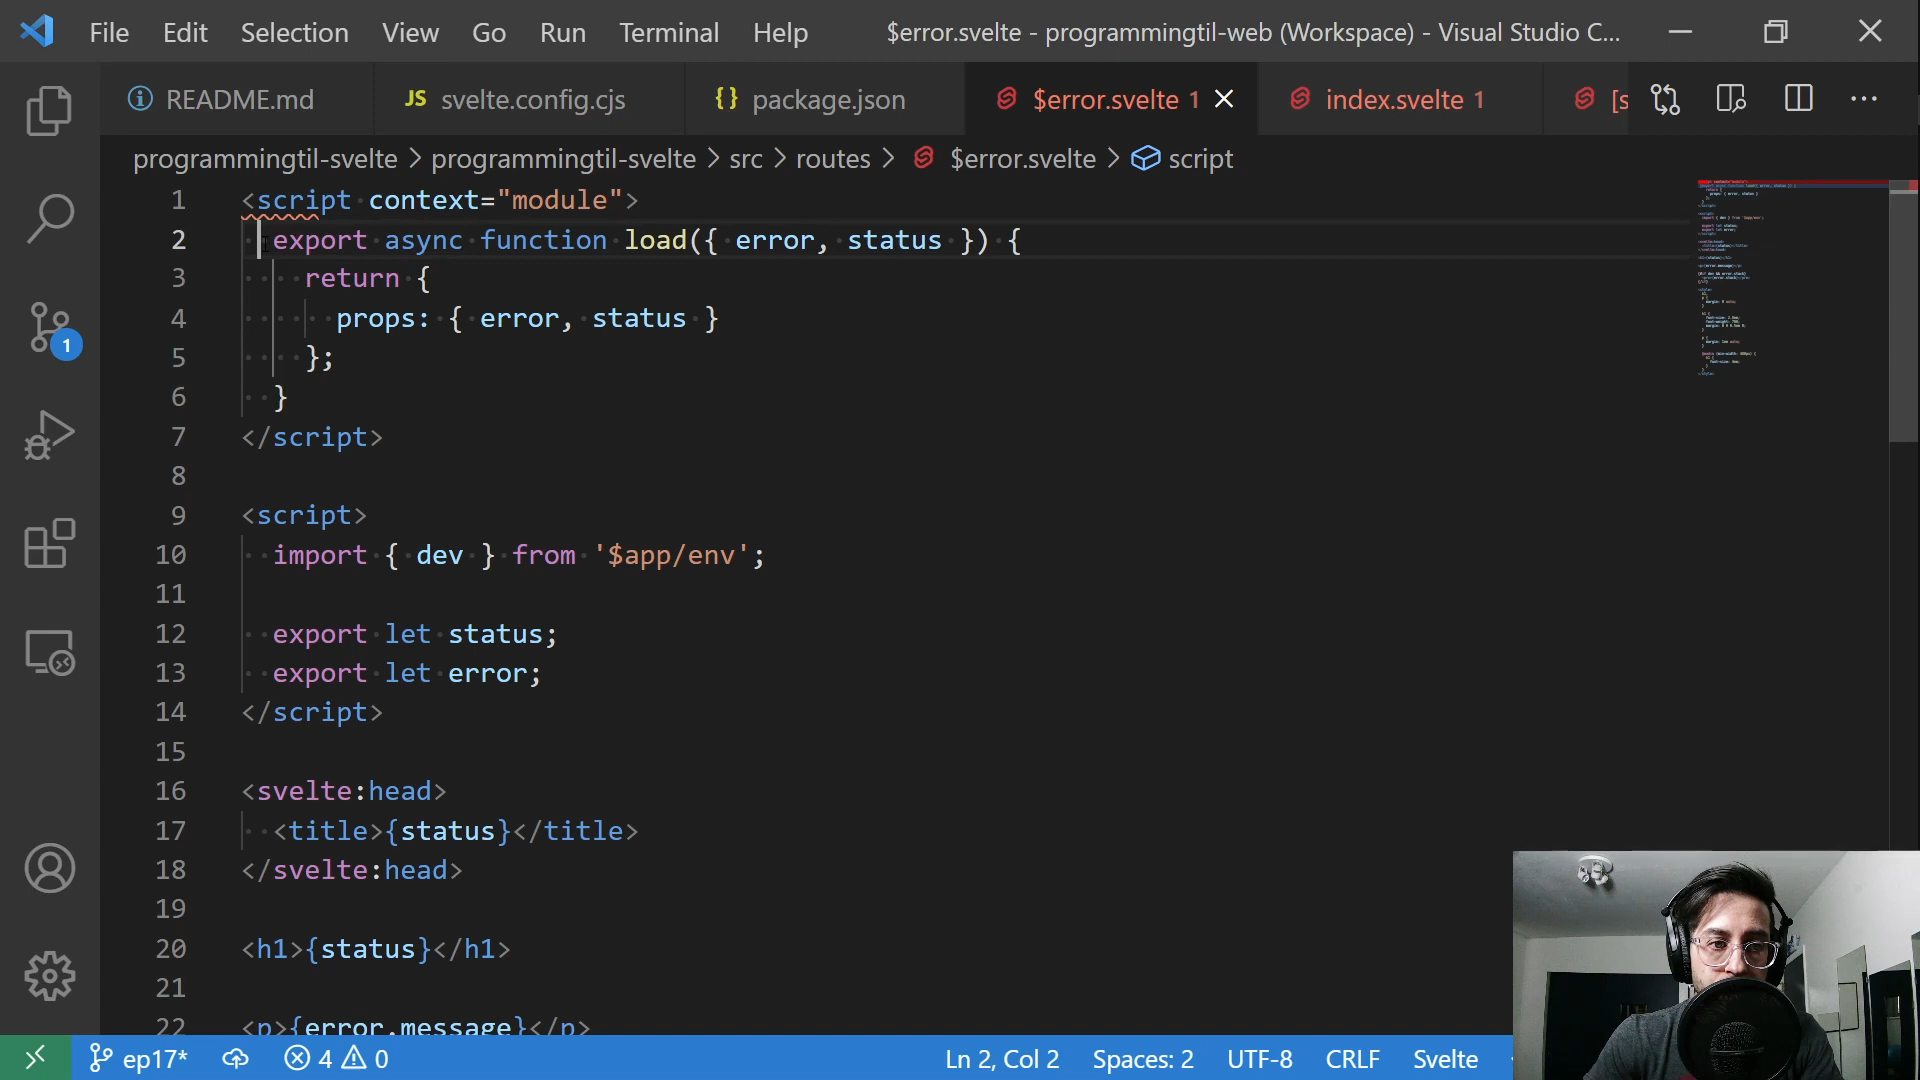 File Edit Selection View Go Run Terminal Help $error.svelte - programmingtil-web (Workspace) - Visual Studio C...
README.md JS svelte.config.cjs {} package.json $error.svelte 1 index.svelte 1 [s
programmingtil-svelte > programmingtil-svelte > src > routes > $error.svelte > script
1 <script context="module">
2 export async function load({ error, status }) {
3 return {
4 props: { error, status }
5 };
6 }
7 </script>
8
9 <script>
10 import { dev } from '$app/env';
11
12 export let status;
13 export let error;
14 </script>
15
16 <svelte:head>
17 <title>{status}</title>
18 </svelte:head>
19
20 <h1>{status}</h1>
21
22 <p>{error.message}</p>
1
ep17* 4 0 Ln 2, Col 2 Spaces: 2 UTF-8 CRLF Svelte